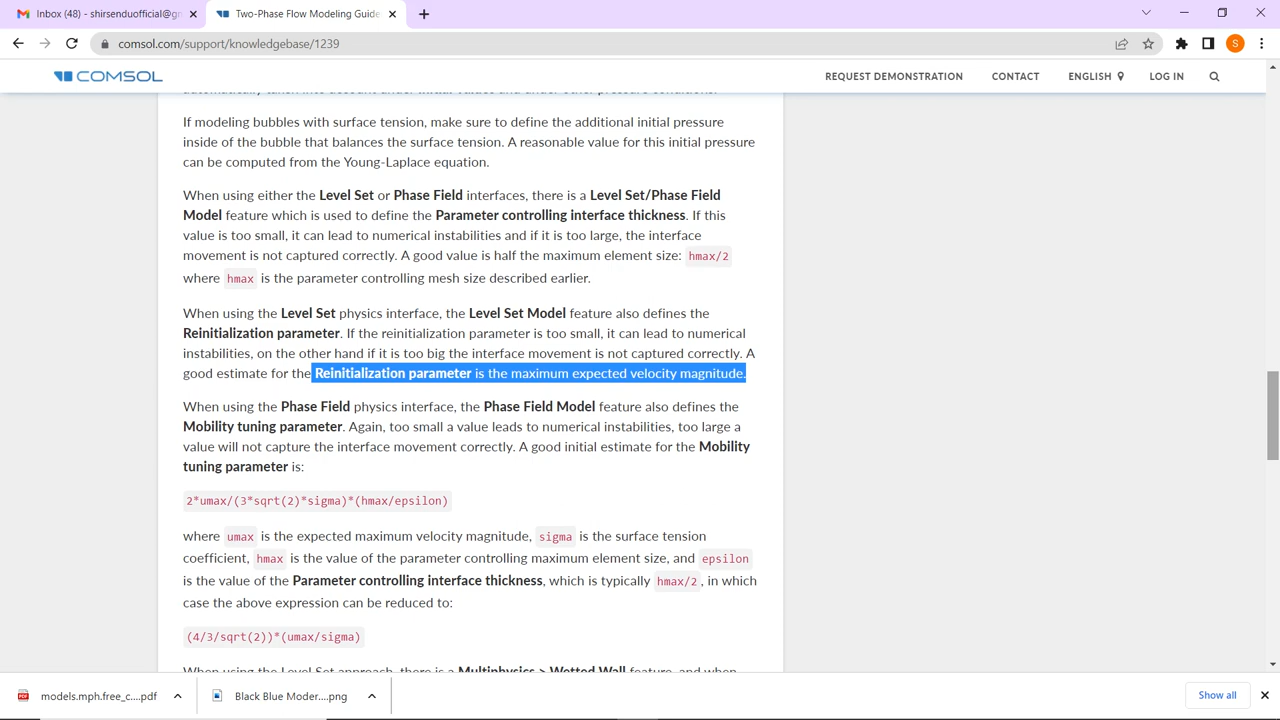 Inbox (48) - shirsenduofficial@gr
Two-Phase Flow Modeling Guide
comsol.com/support/knowledgebase/1239
S
COMSOL
REQUEST DEMONSTRATION CONTACT ENGLISH LOG IN
If modeling bubbles with surface tension, make sure to define the additional initial pressure
inside of the bubble that balances the surface tension. A reasonable value for this initial pressure
can be computed from the Young-Laplace equation.
When using either the Level Set or Phase Field interfaces, there is a Level Set/Phase Field
Model feature which is used to define the Parameter controlling interface thickness. If this
value is too small, it can lead to numerical instabilities and if it is too large, the interface
movement is not captured correctly. A good value is half the maximum element size: hmax/2
where hmax is the parameter controlling mesh size described earlier.
When using the Level Set physics interface, the Level Set Model feature also defines the
Reinitialization parameter. If the reinitialization parameter is too small, it can lead to numerical
instabilities, on the other hand if it is too big the interface movement is not captured correctly. A
good estimate for the Reinitialization parameter is the maximum expected velocity magnitude.
When using the Phase Field physics interface, the Phase Field Model feature also defines the
Mobility tuning parameter. Again, too small a value leads to numerical instabilities, too large a
value will not capture the interface movement correctly. A good initial estimate for the Mobility
tuning parameter is:
2*umax/(3*sqrt(2)*sigma)*(hmax/epsilon)
where umax is the expected maximum velocity magnitude, sigma is the surface tension
coefficient, hmax is the value of the parameter controlling maximum element size, and epsilon
is the value of the Parameter controlling interface thickness, which is typically hmax/2, in which
case the above expression can be reduced to:
(4/3/sqrt(2))*(umax/sigma)
When using the Level Set approach, there is a Multiphysics > Wetted Wall feature, and when
models.mph.free_c....pdf
Black Blue Moder....png
Show all